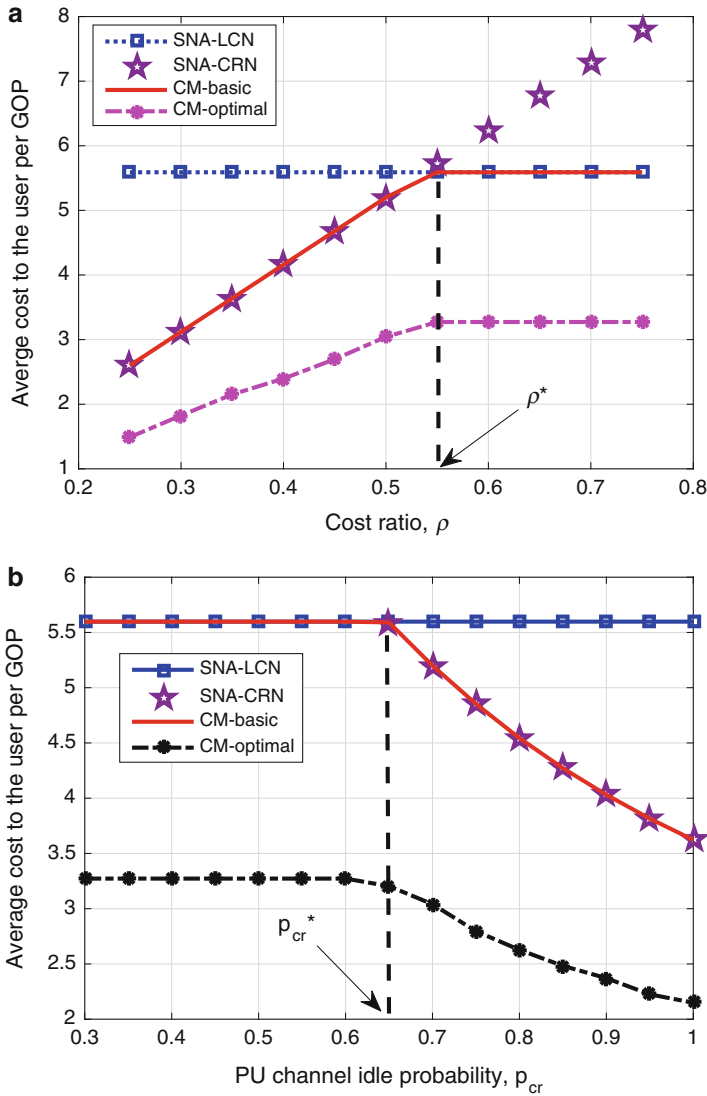 a
8
7
6
5
4
3
2
1
SNA-LCN
SNA-CRN
CM-basic
CM-optimal
Averge cost to the user per GOP
ρ*
0.2 0.3 0.4 0.5 0.6 0.7 0.8
Cost ratio, ρ
b
6
5.5
5
4.5
4
3.5
3
2.5
2
SNA-LCN
SNA-CRN
CM-basic
CM-optimal
Average cost to the user per GOP
p_cr*
0.3 0.4 0.5 0.6 0.7 0.8 0.9 1
PU channel idle probability, p_cr